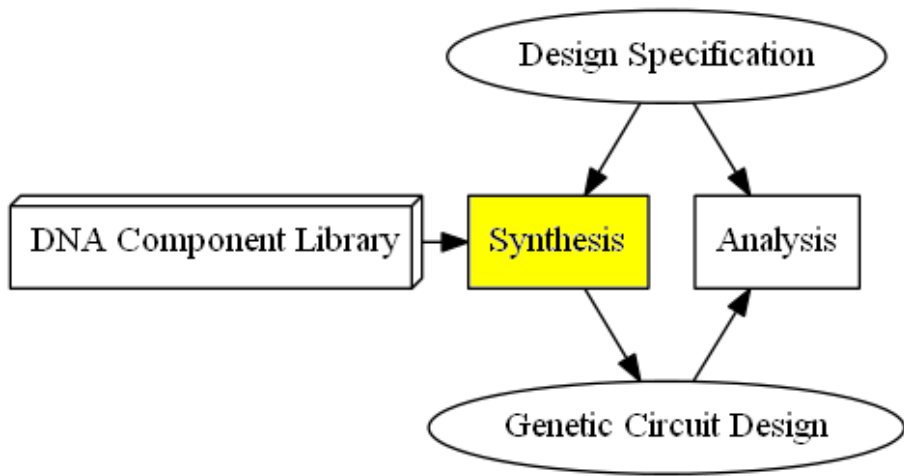 Design Specification
DNA Component Library
Synthesis
Analysis
Genetic Circuit Design